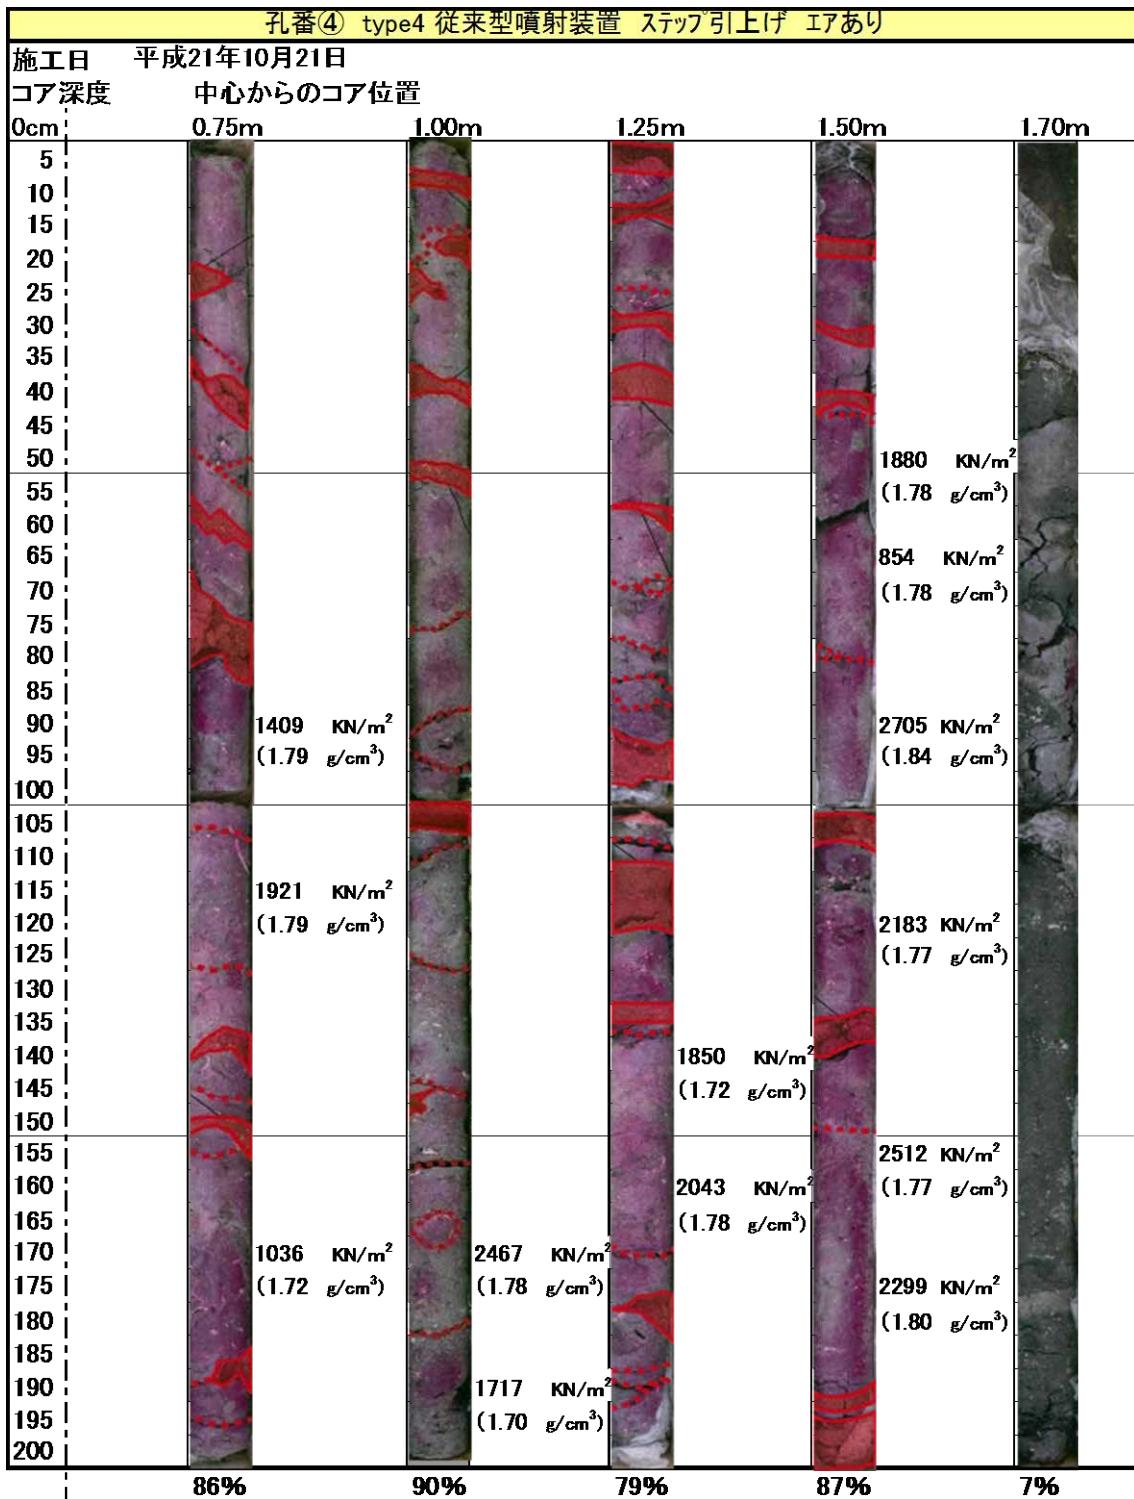 孔番④ type4 従来型噴射装置 ステップ引上げ エアあり
施工日 平成21年10月21日
コア深度 中心からのコア位置
0cm 0.75m 1.00m 1.25m 1.50m 1.70m
5
10
15
20
25
30
35
40
45
50
1880 KN/m²
55
(1.78 g/cm³)
60
65
854 KN/m²
70
(1.78 g/cm³)
75
80
85
90
1409 KN/m² 2705 KN/m²
95
(1.79 g/cm³) (1.84 g/cm³)
100
105
110
115
1921 KN/m²
120
(1.79 g/cm³) 2183 KN/m²
125
(1.77 g/cm³)
130
135
140
1850 KN/m²
145
(1.72 g/cm³)
150
155
2512 KN/m²
160
2043 KN/m² (1.77 g/cm³)
165
(1.78 g/cm³)
170
1036 KN/m² 2467 KN/m²
175
(1.72 g/cm³) (1.78 g/cm³) 2299 KN/m²
180
(1.80 g/cm³)
185
190
1717 KN/m²
195
(1.70 g/cm³)
200
86% 90% 79% 87% 7%